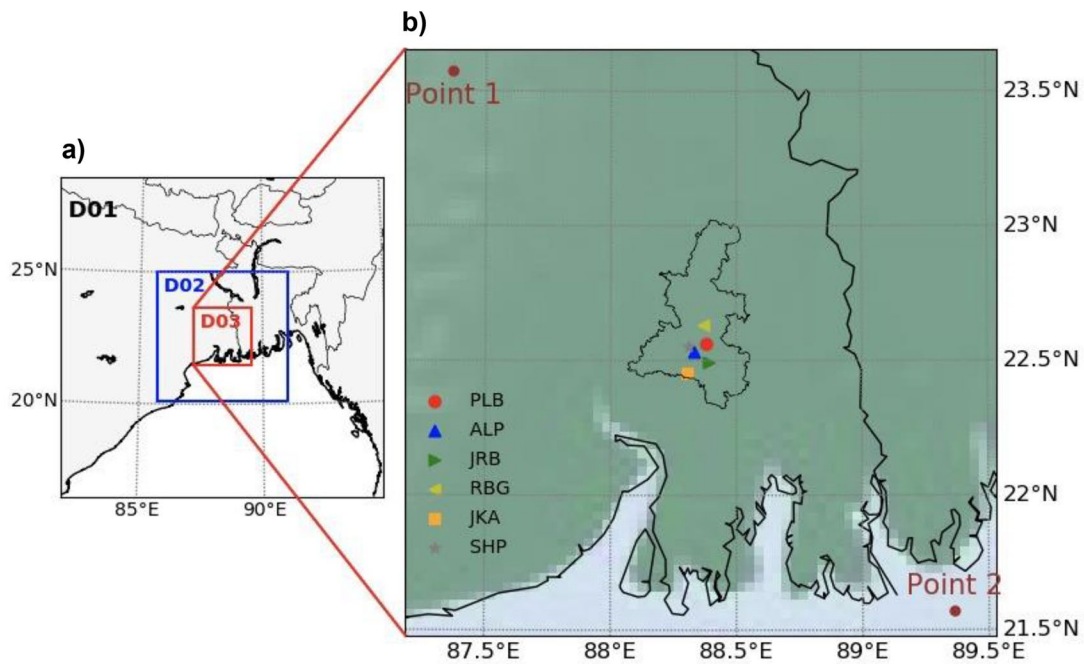 b)
Point 1
23.5°N
a)
D01
23°N
25°N
D02
D03
22.5°N
PLB
ALP
20°N
JRB
RBG
22°N
JKA
85°E
90°E
SHP
Point 2
21.5°N
87.5°E
88°E
88.5°E
89°E
89.5°E